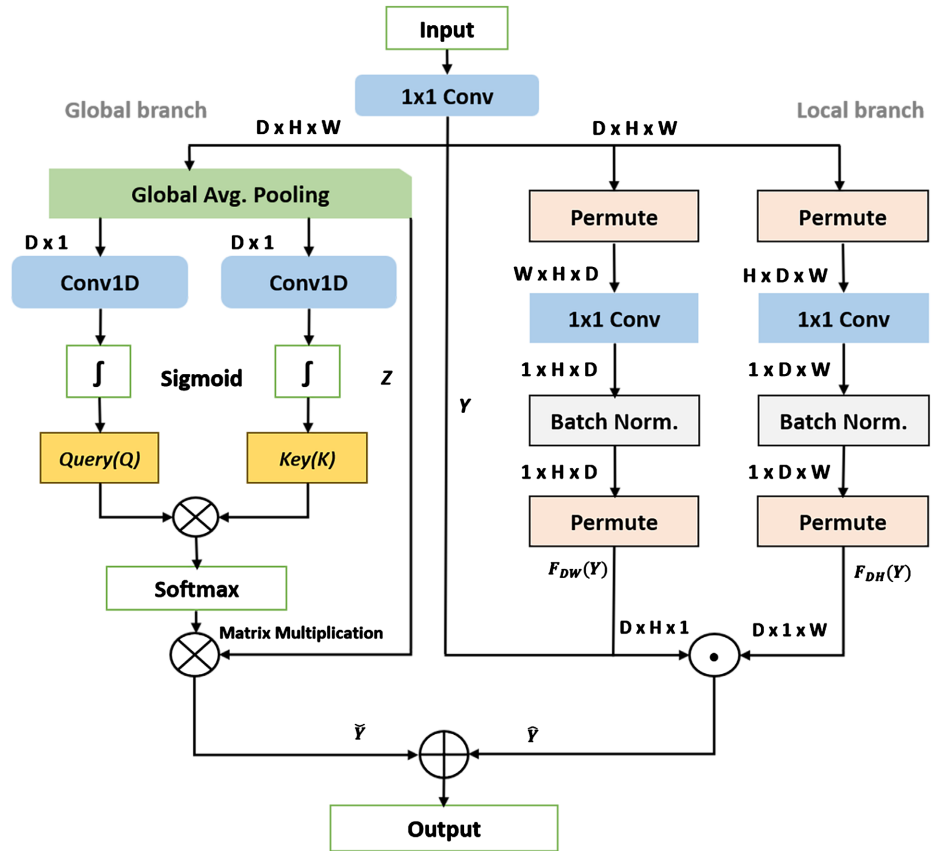 Input
1x1 Conv
Global branch
Local branch
D x H x W
D x H x W
Global Avg. Pooling
Permute
Permute
D x 1
D x 1
W x H x D
H x D x W
Conv1D
Conv1D
1x1 Conv
1x1 Conv
∫
Sigmoid
∫
Z
Y
1 x H x D
1 x D x W
Batch Norm.
Batch Norm.
Query(Q)
Key(K)
1 x H x D
1 x D x W
Permute
Permute
F_DW(Y)
F_DH(Y)
Softmax
Matrix Multiplication
D x H x 1
D x 1 x W
Y̆
Ŷ
Output